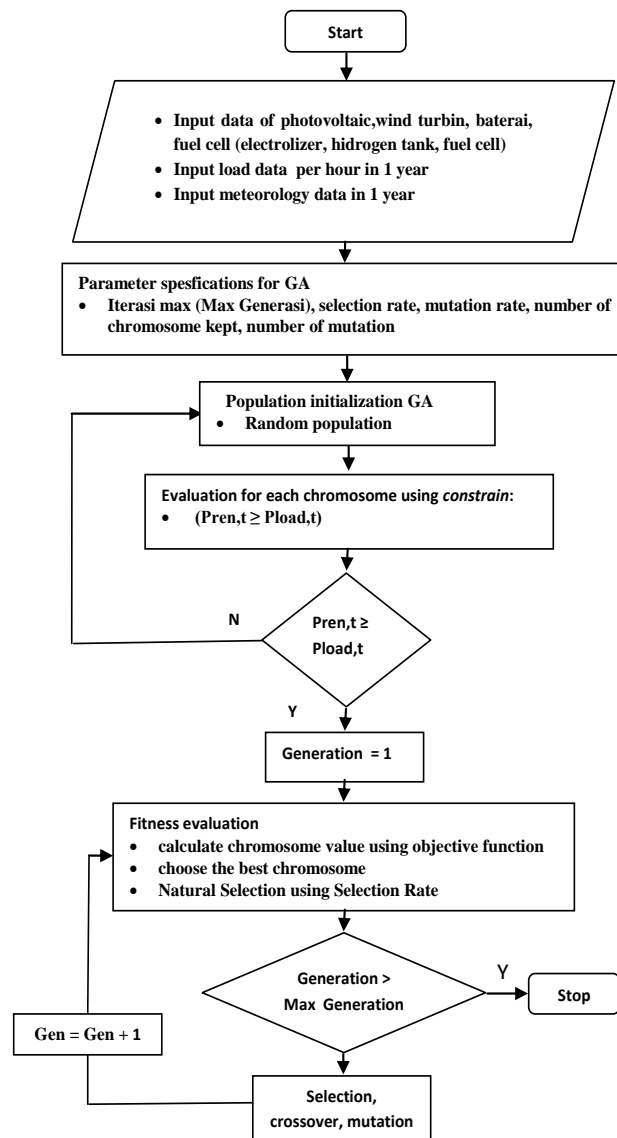 Start
• Input data of photovoltaic,wind turbin, baterai,
fuel cell (electrolizer, hidrogen tank, fuel cell)
• Input load data per hour in 1 year
• Input meteorology data in 1 year
Parameter spesfications for GA
• Iterasi max (Max Generasi), selection rate, mutation rate, number of
chromosome kept, number of mutation
Population initialization GA
• Random population
Evaluation for each chromosome using constrain:
• (Pren,t ≥ Pload,t)
N
Pren,t ≥
Pload,t
Y
Generation = 1
Fitness evaluation
• calculate chromosome value using objective function
• choose the best chromosome
• Natural Selection using Selection Rate
Generation >
Max Generation
Y
Stop
Gen = Gen + 1
Selection,
crossover, mutation